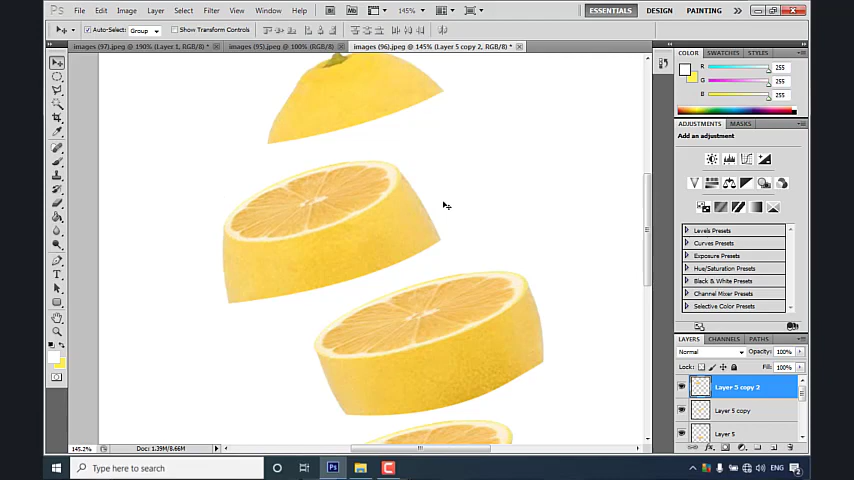 Ps File Edit Image Layer Select Filter View Window Help Br Mb 145% ESSENTIALS DESIGN PAINTING
Auto-Select: Group Show Transform Controls
images (97).jpeg @ 190% (Layer 1, RGB/8) * images (95).jpeg @ 100% (RGB/8) images (96).jpeg @ 145% (Layer 5 copy 2, RGB/8) *
COLOR SWATCHES STYLES
R 255
G 255
B 255
ADJUSTMENTS MASKS
Add an adjustment
Levels Presets
Curves Presets
Exposure Presets
Hue/Saturation Presets
Black & White Presets
Channel Mixer Presets
Selective Color Presets
LAYERS CHANNELS PATHS
Normal Opacity: 100%
Lock: Fill: 100%
Layer 5 copy 2
Layer 5 copy
Layer 5
145.2% Doc: 1.39M/8.66M
Type here to search Ps ENG